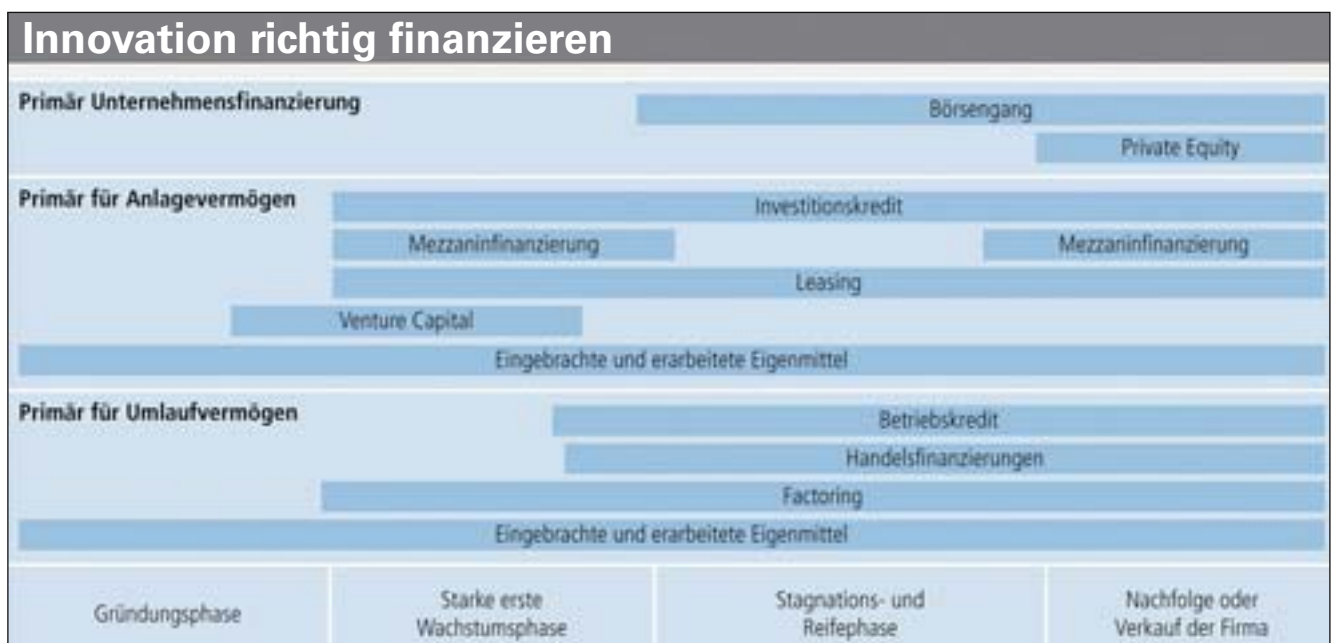 Innovation richtig finanzieren
Primär Unternehmensfinanzierung
Börsengang
Private Equity
Primär für Anlagevermögen
Investitionskredit
Mezzaninfinanzierung
Mezzaninfinanzierung
Leasing
Venture Capital
Eingebrachte und erarbeitete Eigenmittel
Primär für Umlaufvermögen
Betriebskredit
Handelsfinanzierungen
Factoring
Eingebrachte und erarbeitete Eigenmittel
Gründungsphase
Starke erste
Wachstumsphase
Stagnations- und
Reifephase
Nachfolge oder
Verkauf der Firma